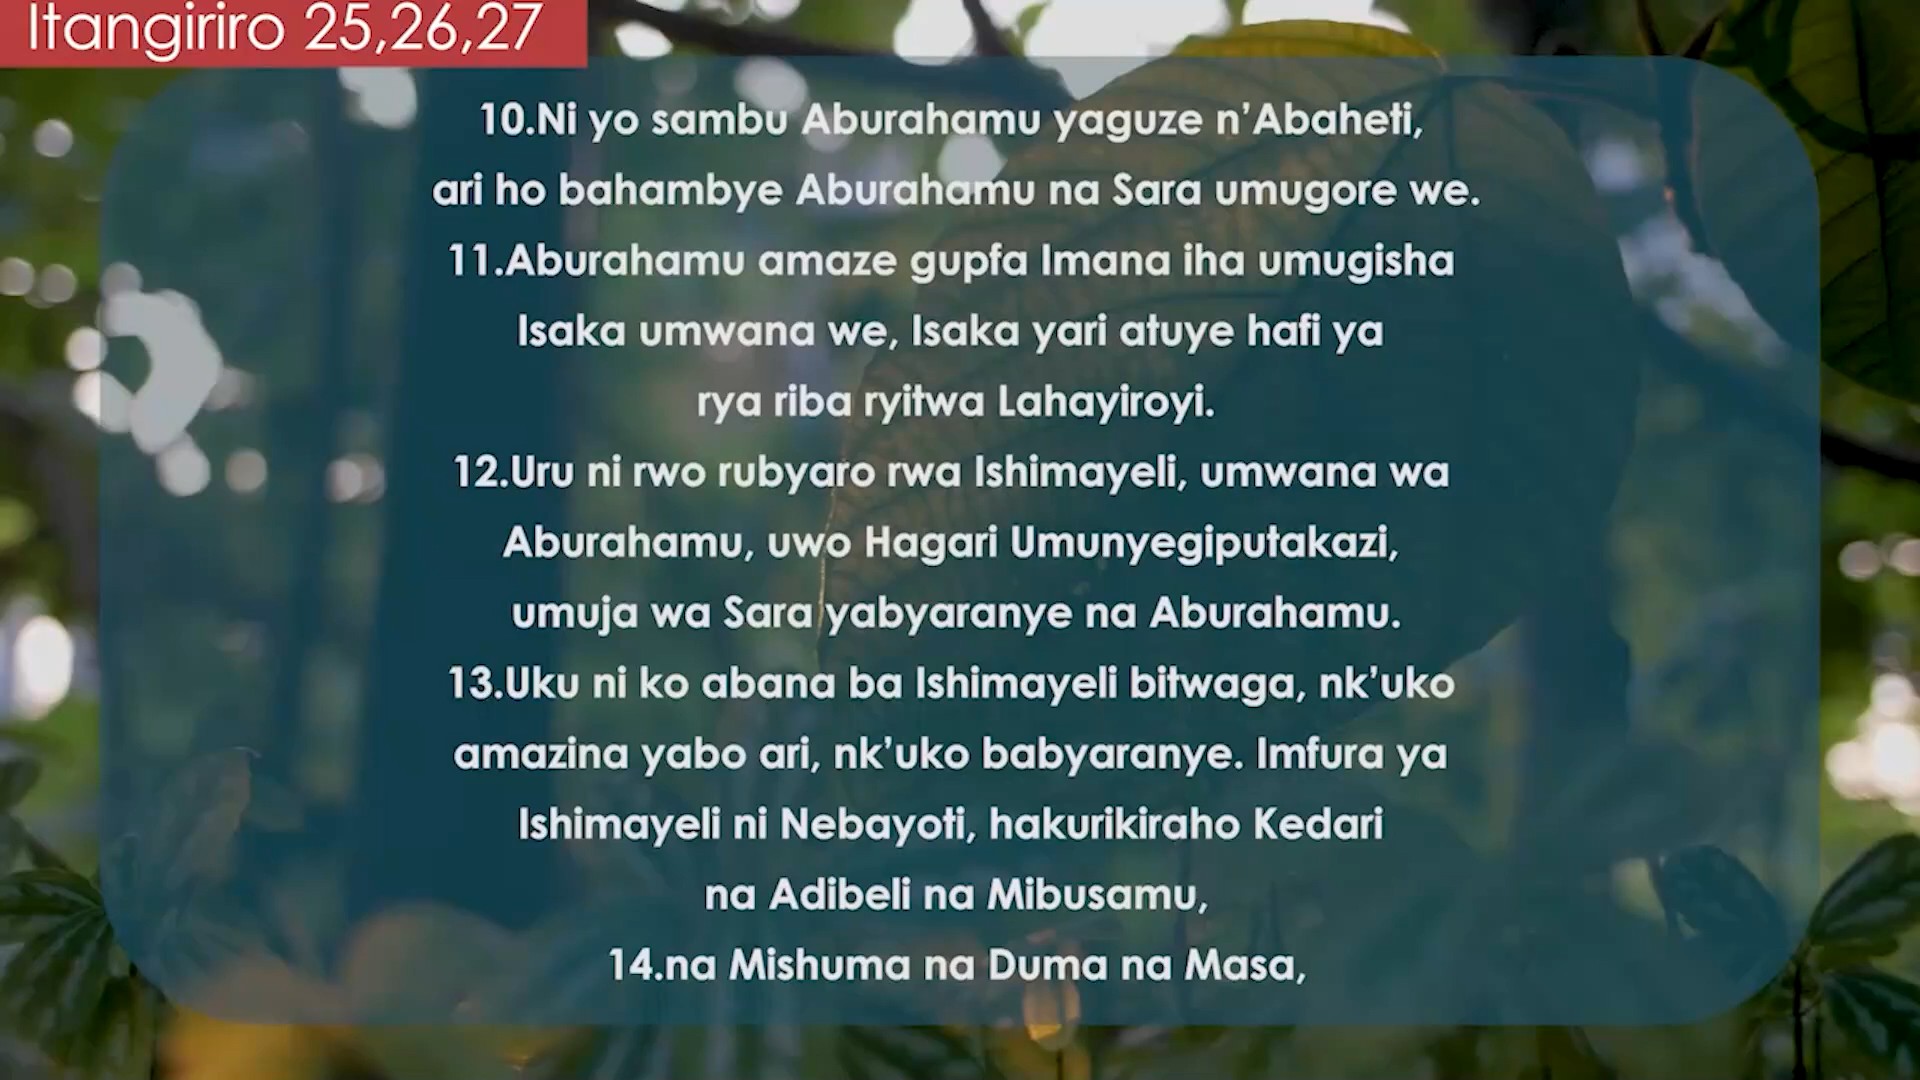 Itangiriro 25,26,27
10.Ni yo sambu Aburahamu yaguze n’Abaheti,
ari ho bahambye Aburahamu na Sara umugore we.
11.Aburahamu amaze gupfa Imana iha umugisha
Isaka umwana we, Isaka yari atuye hafi ya
rya riba ryitwa Lahayiroyi.
12.Uru ni rwo rubyaro rwa Ishimayeli, umwana wa
Aburahamu, uwo Hagari Umunyegiputakazi,
umuja wa Sara yabyaranye na Aburahamu.
13.Uku ni ko abana ba Ishimayeli bitwaga, nk’uko
amazina yabo ari, nk’uko babyaranye. Imfura ya
Ishimayeli ni Nebayoti, hakurikiraho Kedari
na Adibeli na Mibusamu,
14.na Mishuma na Duma na Masa,